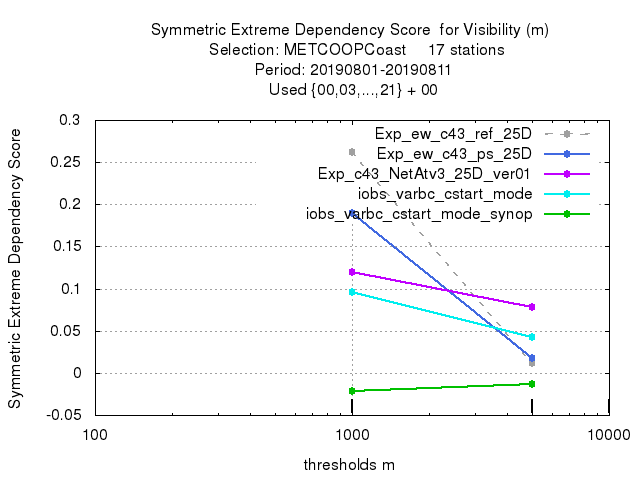 Symmetric Extreme Dependency Score  for Visibility (m)
Selection: METCOOPCoast     17 stations
Period: 20190801-20190811
Used {00,03,...,21} + 00
Symmetric Extreme Dependency Score
0.3
0.25
0.2
0.15
0.1
0.05
0
-0.05
Exp_ew_c43_ref_25D
Exp_ew_c43_ps_25D
Exp_c43_NetAtv3_25D_ver01
iobs_varbc_cstart_mode
iobs_varbc_cstart_mode_synop
100 1000 10000
thresholds m